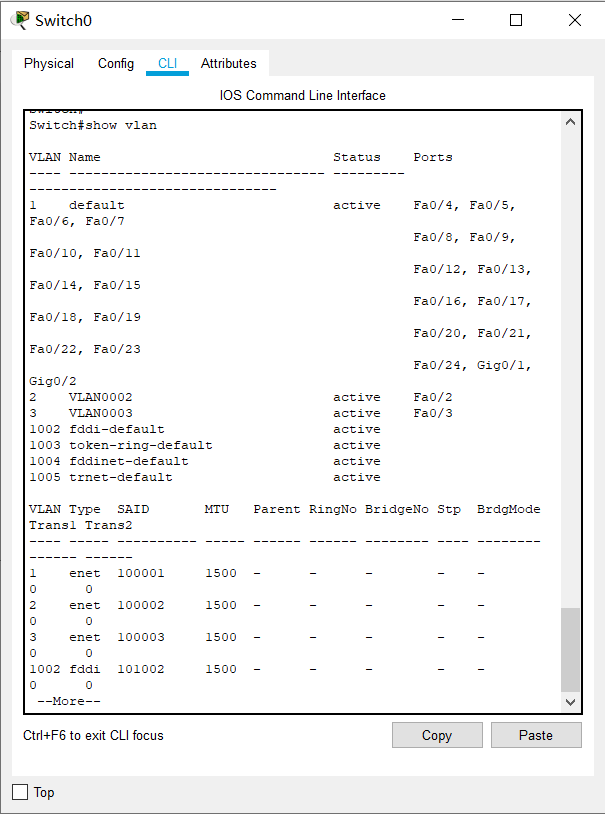 Switch0
Physical Config CLI Attributes
IOS Command Line Interface
Switch#
Switch#show vlan
VLAN Name                             Status    Ports
---- -------------------------------- ---------
-------------------------------
1    default                          active    Fa0/4, Fa0/5,
Fa0/6, Fa0/7
                                                Fa0/8, Fa0/9,
Fa0/10, Fa0/11
                                                Fa0/12, Fa0/13,
Fa0/14, Fa0/15
                                                Fa0/16, Fa0/17,
Fa0/18, Fa0/19
                                                Fa0/20, Fa0/21,
Fa0/22, Fa0/23
                                                Fa0/24, Gig0/1,
Gig0/2
2    VLAN0002                         active    Fa0/2
3    VLAN0003                         active    Fa0/3
1002 fddi-default                     active
1003 token-ring-default               active
1004 fddinet-default                  active
1005 trnet-default                    active
VLAN Type  SAID       MTU   Parent RingNo BridgeNo Stp  BrdgMode
Trans1 Trans2
---- ----- ---------- ----- ------ ------ -------- ---- --------
------ ------
1    enet  100001     1500  -      -      -        -    -
0      0
2    enet  100002     1500  -      -      -        -    -
0      0
3    enet  100003     1500  -      -      -        -    -
0      0
1002 fddi  101002     1500  -      -      -        -    -
0      0
 --More--
Ctrl+F6 to exit CLI focus
Copy
Paste
Top